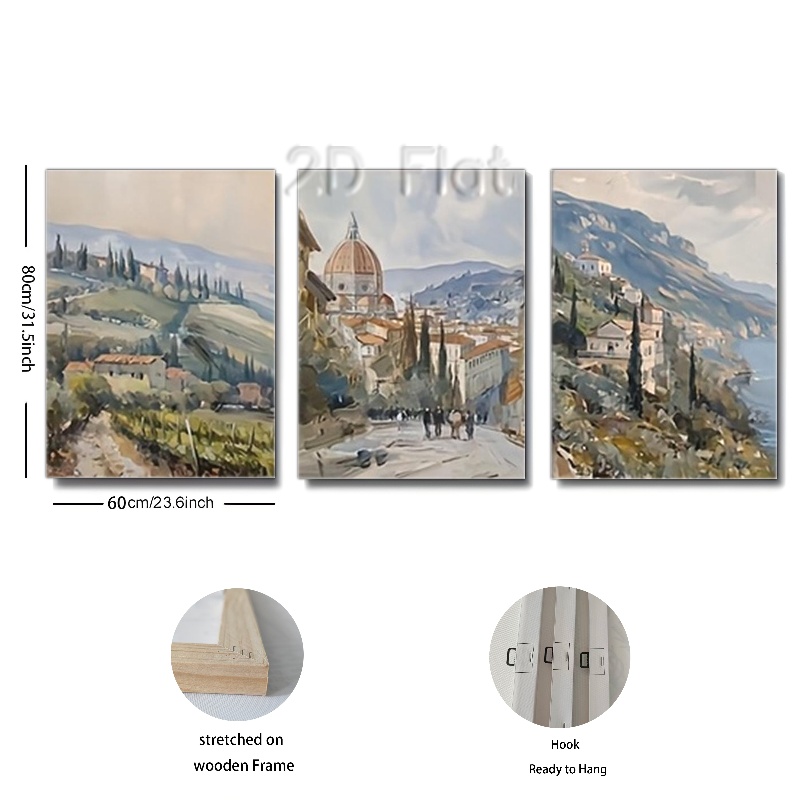 2D Flat
80cm/31.5inch
60cm/23.6inch
stretched on
wooden Frame
Hook
Ready to Hang